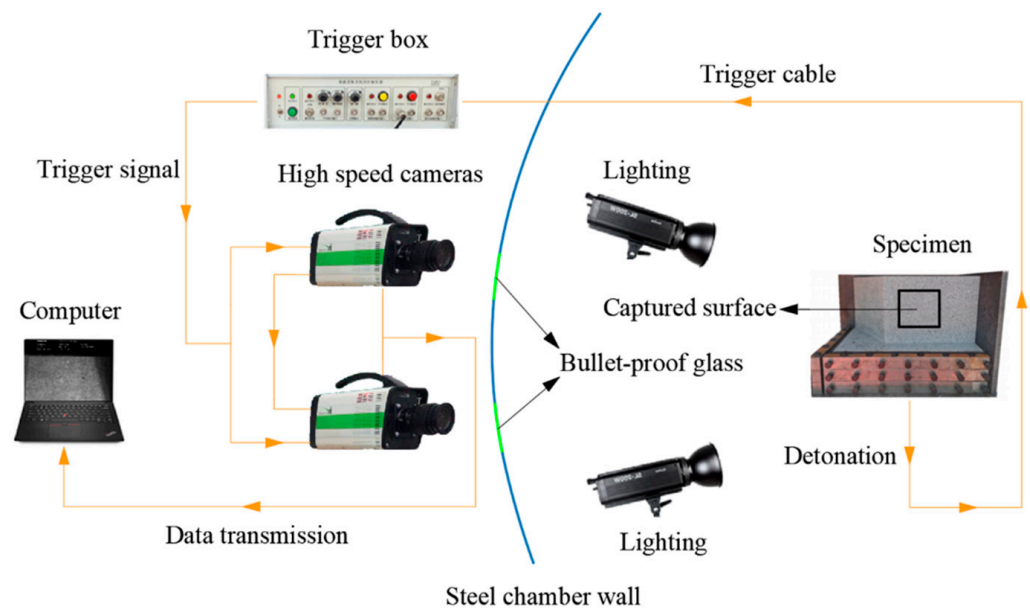 Trigger box
Trigger cable
Trigger signal
High speed cameras
Lighting
Specimen
Captured surface
Computer
Bullet-proof glass
Detonation
Data transmission
Lighting
Steel chamber wall